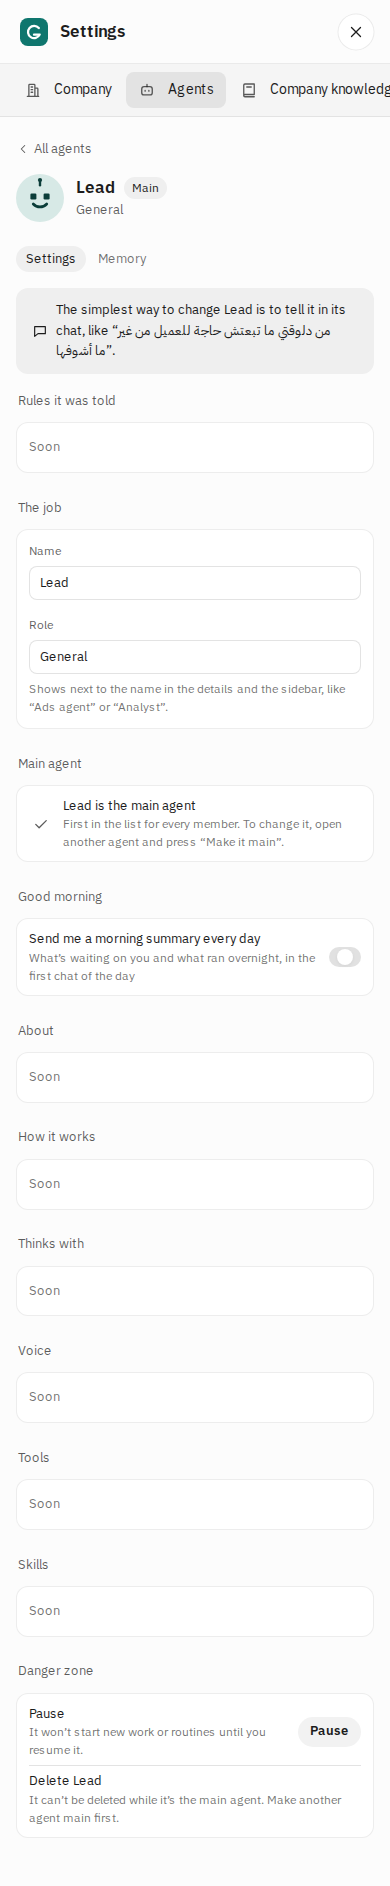 Settings
Company
Agents
Company knowledg
All agents
Lead
Main
General
Settings
Memory
The simplest way to change Lead is to tell it in its
chat, like “من دلوقتي ما تبعتش حاجة للعميل من غير
ما أشوفها”.
Rules it was told
Soon
The job
Name
Lead
Role
General
Shows next to the name in the details and the sidebar, like
“Ads agent” or “Analyst”.
Main agent
Lead is the main agent
First in the list for every member. To change it, open
another agent and press “Make it main”.
Good morning
Send me a morning summary every day
What’s waiting on you and what ran overnight, in the
first chat of the day
About
Soon
How it works
Soon
Thinks with
Soon
Voice
Soon
Tools
Soon
Skills
Soon
Danger zone
Pause
It won’t start new work or routines until you
resume it.
Pause
Delete Lead
It can’t be deleted while it’s the main agent. Make another
agent main first.